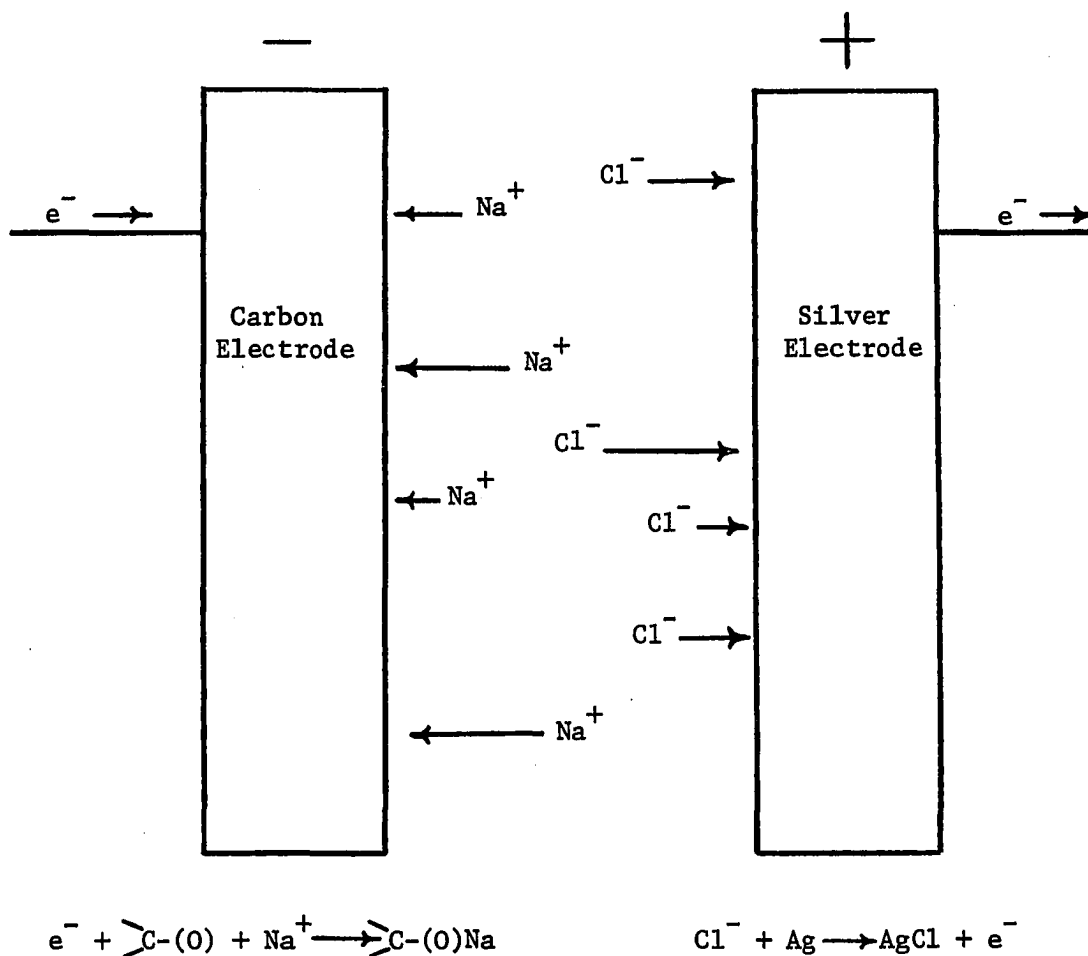 − +
e⁻ → Na⁺ Cl⁻ e⁻ →
Carbon
Electrode
Silver
Electrode
Na⁺
Cl⁻
Na⁺
Cl⁻
Cl⁻
Na⁺
e⁻ + >C-(O) + Na⁺ → >C-(O)Na
Cl⁻ + Ag → AgCl + e⁻